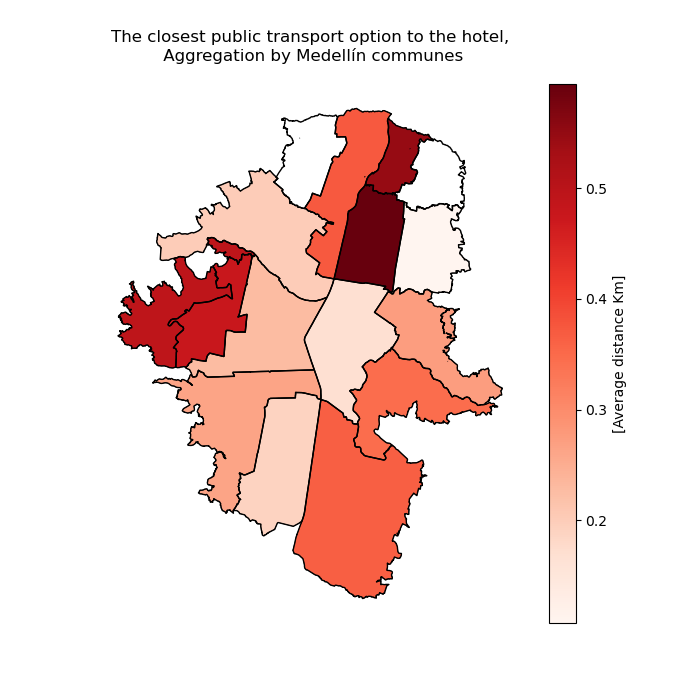 The closest public transport option to the hotel,
Aggregation by Medellín communes
0.5
0.4
0.3
0.2
[Average distance Km]